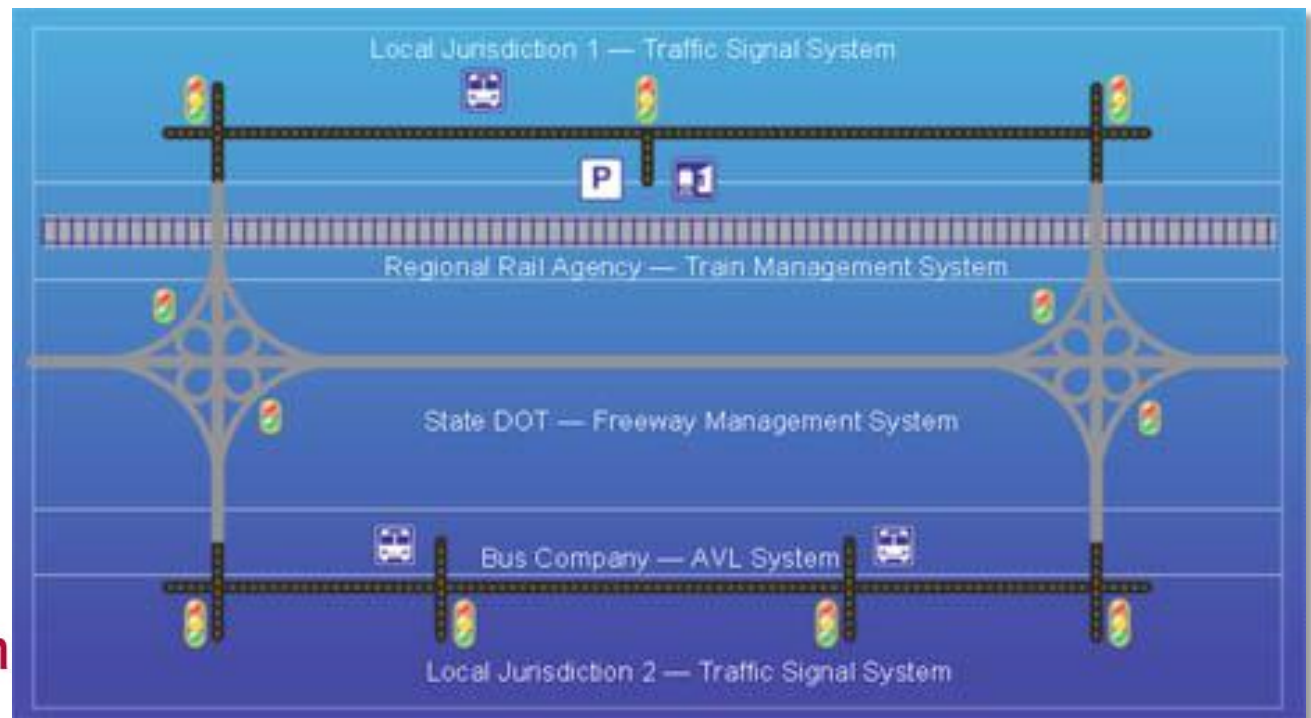 Local Jurisdiction 1 — Traffic Signal System
P
Regional Rail Agency — Train Management System
State DOT — Freeway Management System
Bus Company — AVL System
n
Local Jurisdiction 2 — Traffic Signal System